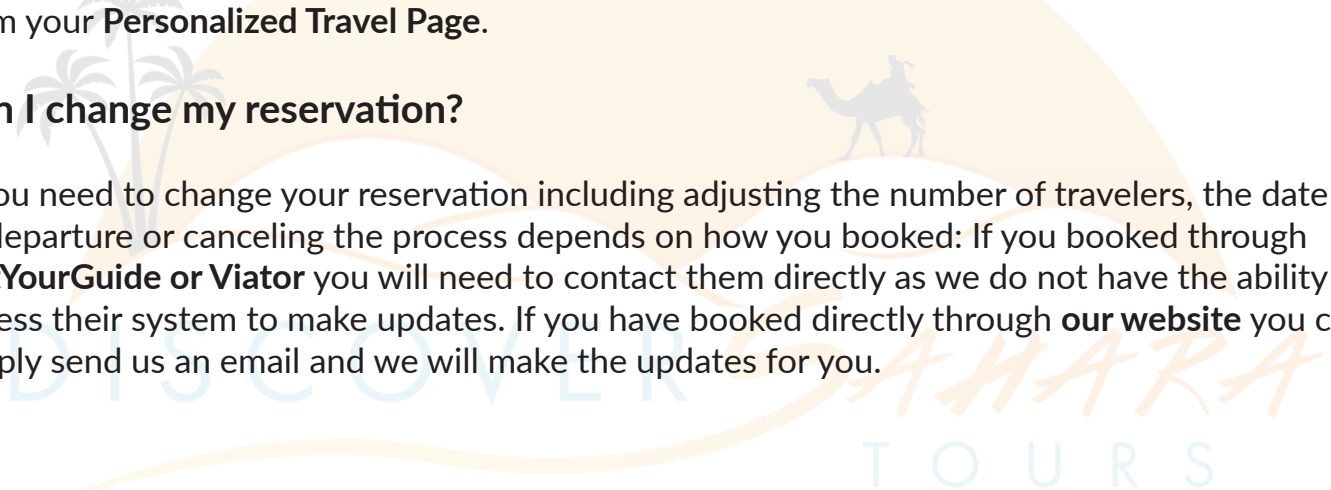 m your Personalized Travel Page.
n I change my reservation?
ou need to change your reservation including adjusting the number of travelers, the date
departure or canceling the process depends on how you booked: If you booked through
YourGuide or Viator you will need to contact them directly as we do not have the ability
ess their system to make updates. If you have booked directly through our website you c
ply send us an email and we will make the updates for you.
DISCOVER SAHARA
TOURS